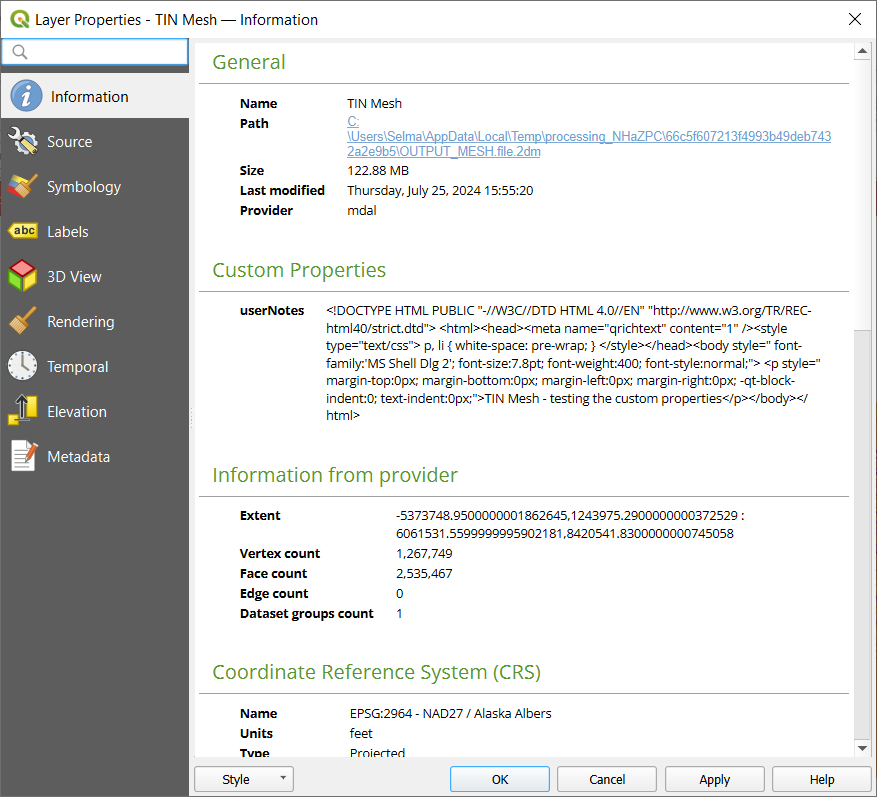 Layer Properties - TIN Mesh — Information
Information
Source
Symbology
abc Labels
3D View
Rendering
Temporal
Elevation
Metadata
General
Name TIN Mesh
Path C:
\Users\Selma\AppData\Local\Temp\processing_NHaZPC\66c5f607213f4993b49deb743
2a2e9b5\OUTPUT_MESH.file.2dm
Size 122.88 MB
Last modified Thursday, July 25, 2024 15:55:20
Provider mdal
Custom Properties
userNotes <!DOCTYPE HTML PUBLIC "-//W3C//DTD HTML 4.0//EN" "http://www.w3.org/TR/REC-
html40/strict.dtd"> <html><head><meta name="qrichtext" content="1" /><style
type="text/css"> p, li { white-space: pre-wrap; } </style></head><body style=" font-
family:'MS Shell Dlg 2'; font-size:7.8pt; font-weight:400; font-style:normal;"> <p style="
margin-top:0px; margin-bottom:0px; margin-left:0px; margin-right:0px; -qt-block-
indent:0; text-indent:0px;">TIN Mesh - testing the custom properties</p></body></
html>
Information from provider
Extent -5373748.9500000001862645,1243975.2900000000372529 :
6061531.5599999995902181,8420541.8300000000745058
Vertex count 1,267,749
Face count 2,535,467
Edge count 0
Dataset groups count 1
Coordinate Reference System (CRS)
Name EPSG:2964 - NAD27 / Alaska Albers
Units feet
Type Projected
Style OK Cancel Apply Help